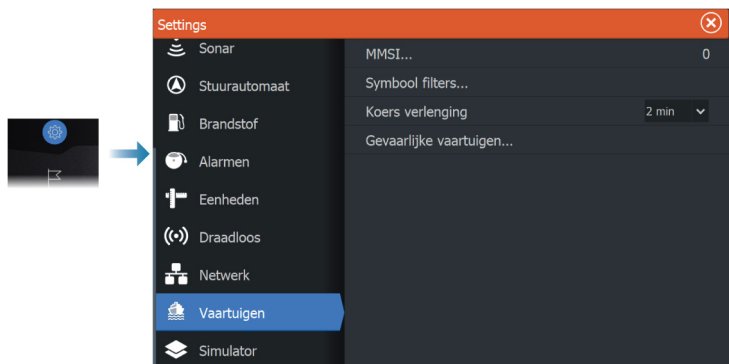 Settings
Sonar
Stuurautomaat
Brandstof
Alarmen
Eenheden
Draadloos
Netwerk
Vaartuigen
Simulator
MMSI... 0
Symbool filters...
Koers verlenging 2 min
Gevaarlijke vaartuigen...